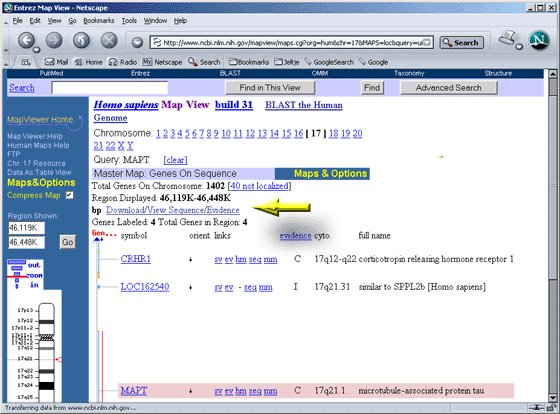 Entrez Map View - Netscape
File Edit View Go Bookmarks Tools Window Help
http://www.ncbi.nlm.nih.gov/mapview/maps.cgi?org=hum&chr=17&MAPS=loc&query=u Search
Mail Home Radio My Netscape Search Bookmarks Jeltje GoogleSearch Google
PubMed Entrez BLAST OMIM Taxonomy Structure
Search Find in This View Find Advanced Search
MapViewer Home
Map Viewer Help
Human Maps Help
FTP
Chr. 17 Resource
Data As Table View
Maps&Options
Compress Map
Region Shown:
46,119K
46,448K Go
out
zoom
in
17p13
17p12
17p11.2
17p11.1
17q11.1
17q11.2
17q12
17q21
17q22
17q23
17q24
17q25
Homo sapiens Map View build 31 BLAST the Human
Genome
Chromosome: 1 2 3 4 5 6 7 8 9 10 11 12 13 14 15 16 [ 17 ] 18 19 20
21 22 X Y
Query: MAPT [clear]
Master Map: Genes On Sequence Maps & Options
Total Genes On Chromosome: 1402 [40 not localized]
Region Displayed: 46,119K-46,448K
bp Download/View Sequence/Evidence
Genes Labeled: 4 Total Genes in Region: 4
Gen... symbol orient. links evidence cyto. full name
CRHR1 sv ev hm seq mm C 17q12-q22 corticotropin releasing hormone receptor 1
LOC162540 sv ev - seq mm I 17q21.31 similar to SPPL2b [Homo sapiens]
MAPT sv ev hm seq mm C 17q21.1 microtubule-associated protein tau
Transferring data from www.ncbi.nlm.nih.gov...